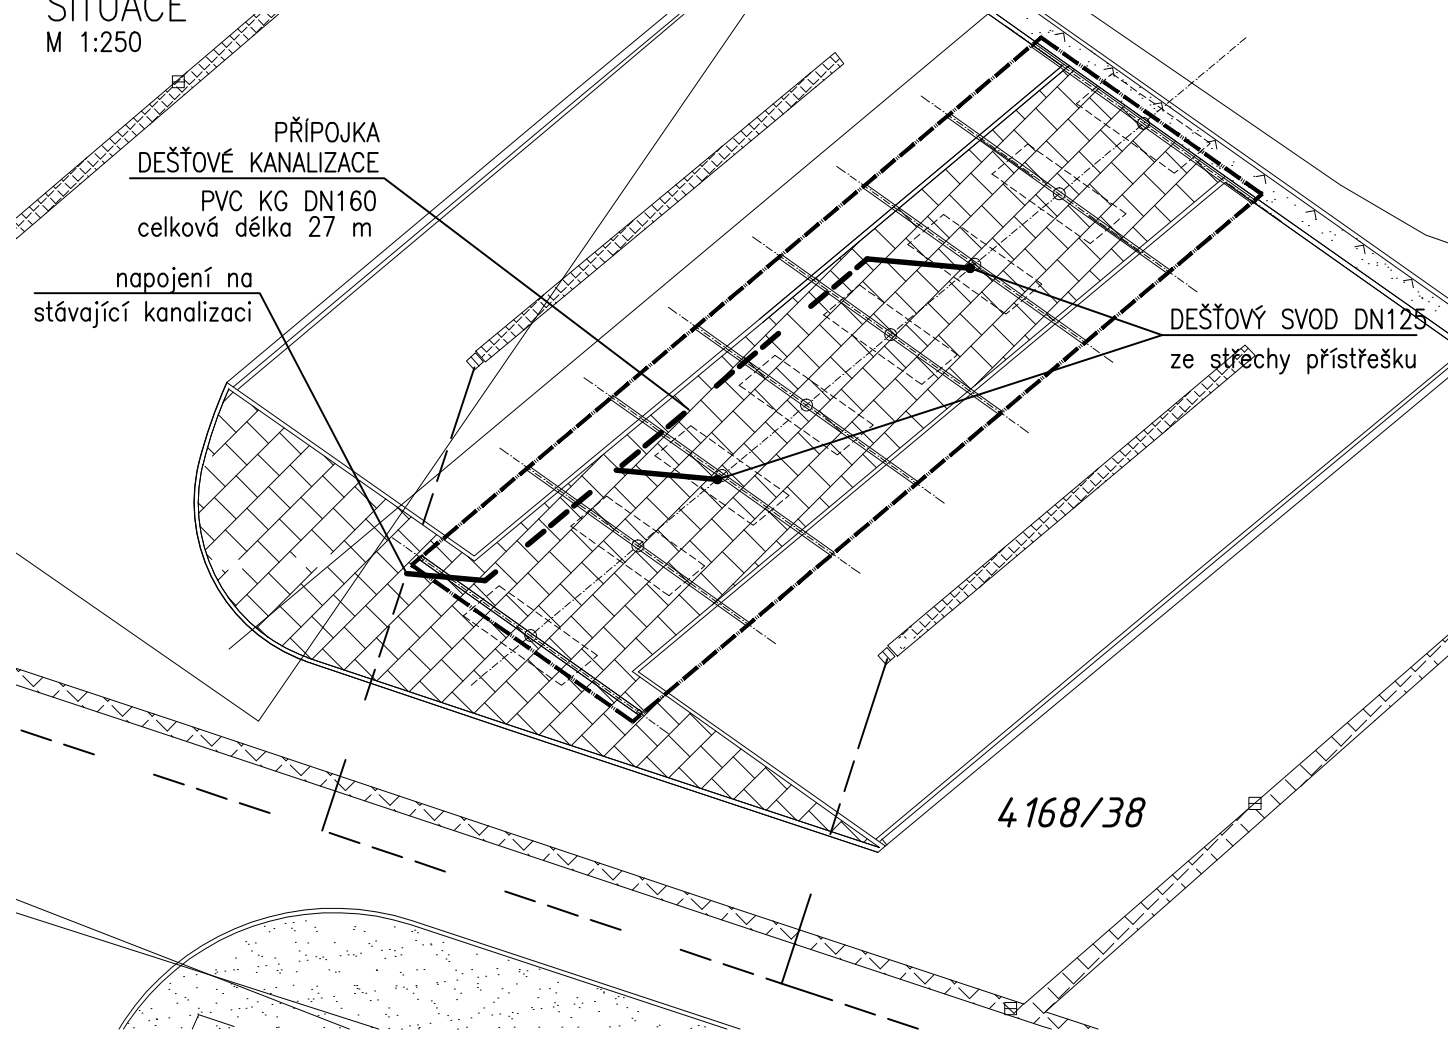 SITUACE
M 1:250
PŘÍPOJKA
DEŠŤOVÉ KANALIZACE
PVC KG DN160
celková délka 27 m
napojení na
stávající kanalizaci
DEŠŤOVÝ SVOD DN125
ze střechy přístřešku
4168/38